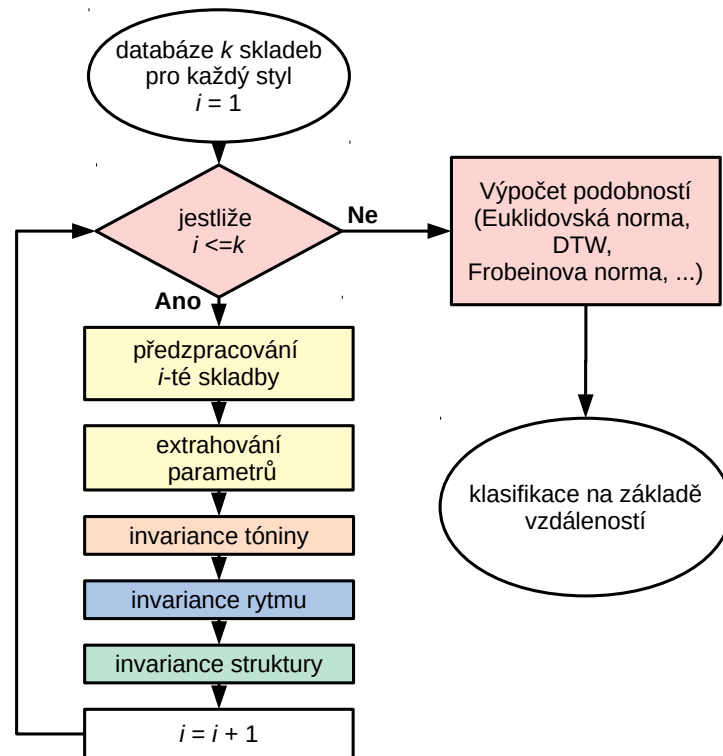 databáze k skladeb
pro každý styl
i = 1
jestliže
i <=k
Ne
Ano
Výpočet podobností
(Euklidovská norma,
DTW,
Frobeinova norma, ...)
předzpracování
i-té skladby
extrahování
parametrů
invariance tóniny
invariance rytmu
invariance struktury
i = i + 1
klasifikace na základě
vzdáleností